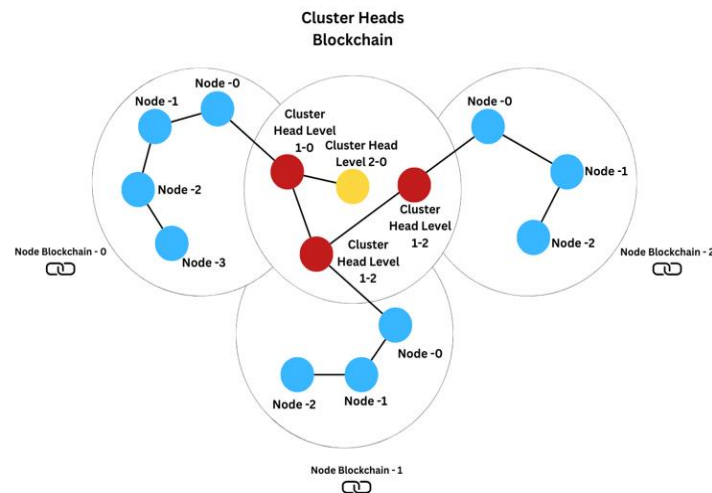 Cluster Heads
Blockchain
Node -0
Node -1
Node -2
Node -3
Node Blockchain - 0
Cluster
Head Level
1-0
Cluster Head
Level 2-0
Cluster
Head Level
1-2
Cluster
Head Level
1-2
Node -0
Node -1
Node -2
Node Blockchain - 2
Node -0
Node -1
Node -2
Node Blockchain - 1